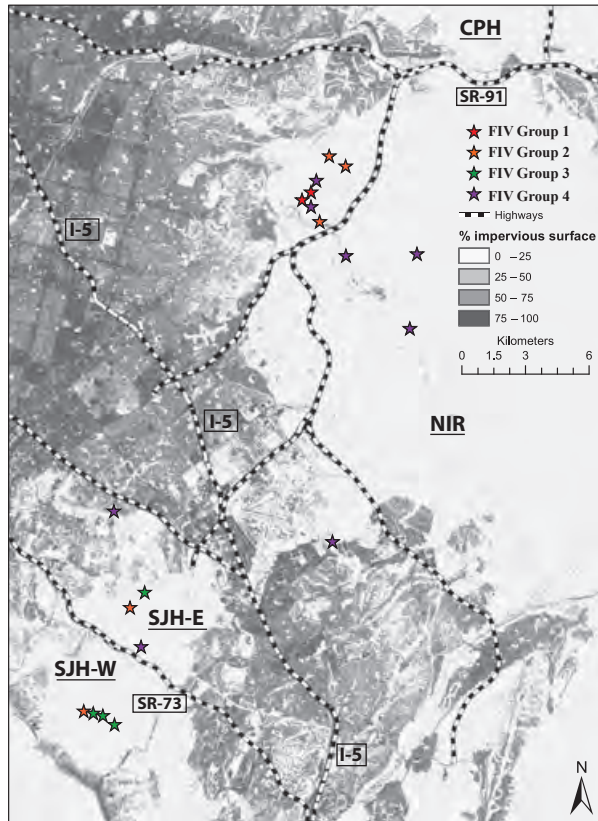 CPH
SR-91
FIV Group 1
FIV Group 2
FIV Group 3
FIV Group 4
Highways
% impervious surface
0 – 25
25 – 50
50 – 75
75 – 100
Kilometers
0 1.5 3 6
I-5
I-5
NIR
SJH-E
SJH-W
SR-73
I-5
N